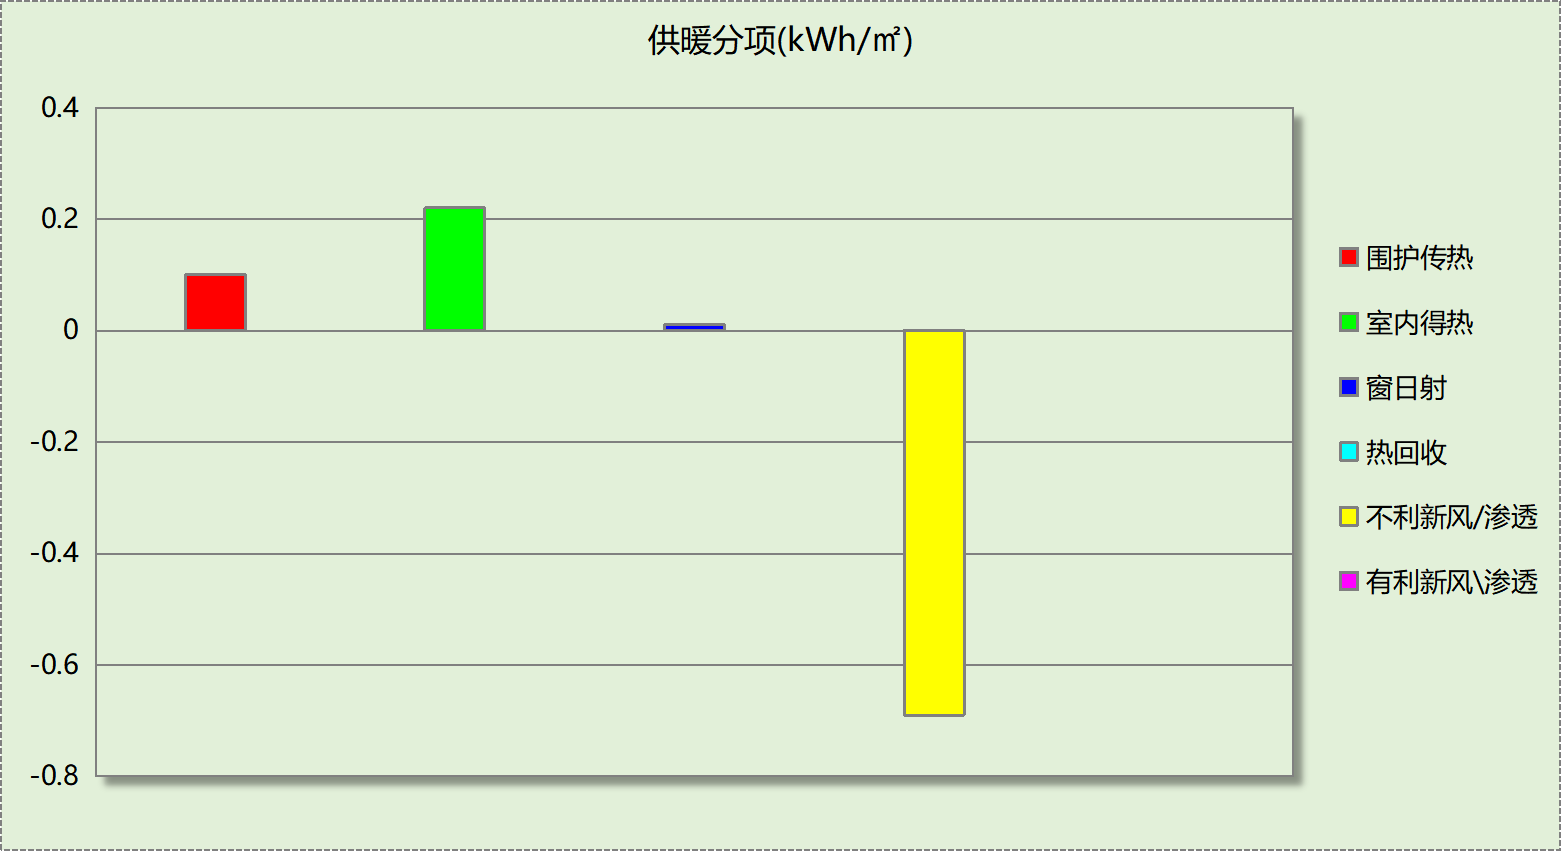 供暖分项(kWh/㎡)
0.4
0.2
0
-0.2
-0.4
-0.6
-0.8
围护传热
室内得热
窗日射
热回收
不利新风/渗透
有利新风\渗透